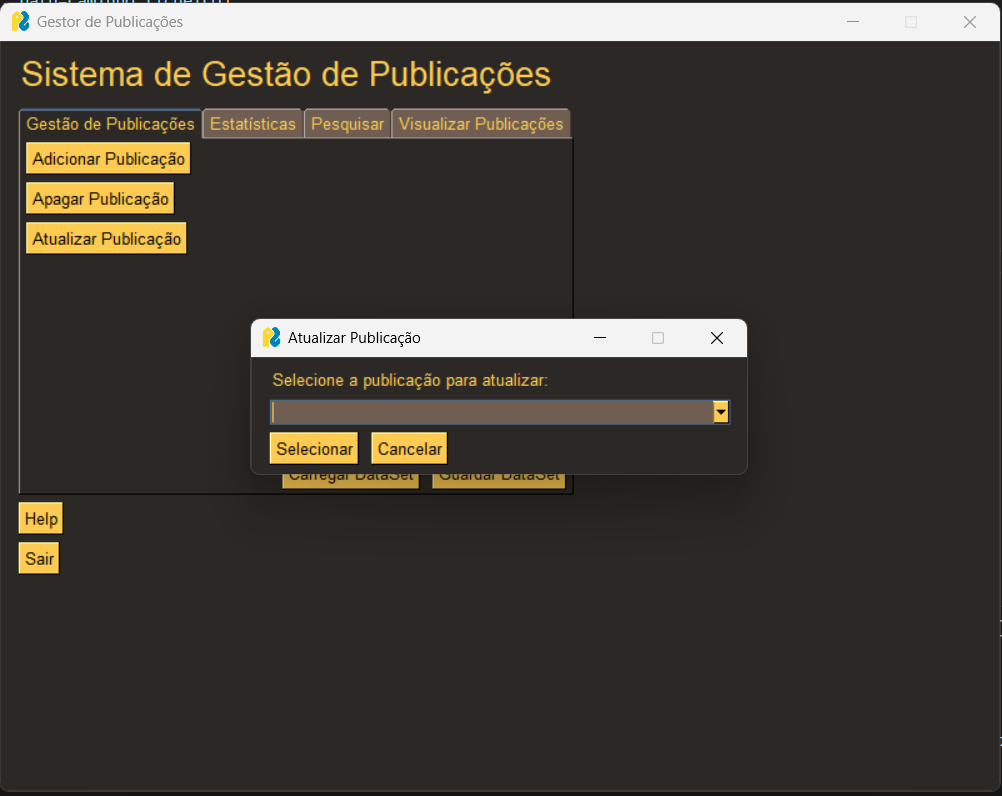 Gestor de Publicações
Sistema de Gestão de Publicações
Gestão de Publicações Estatísticas Pesquisar Visualizar Publicações
Adicionar Publicação
Apagar Publicação
Atualizar Publicação
Atualizar Publicação
Selecione a publicação para atualizar:
Selecionar Cancelar
Carregar DataSet Guardar DataSet
Help
Sair